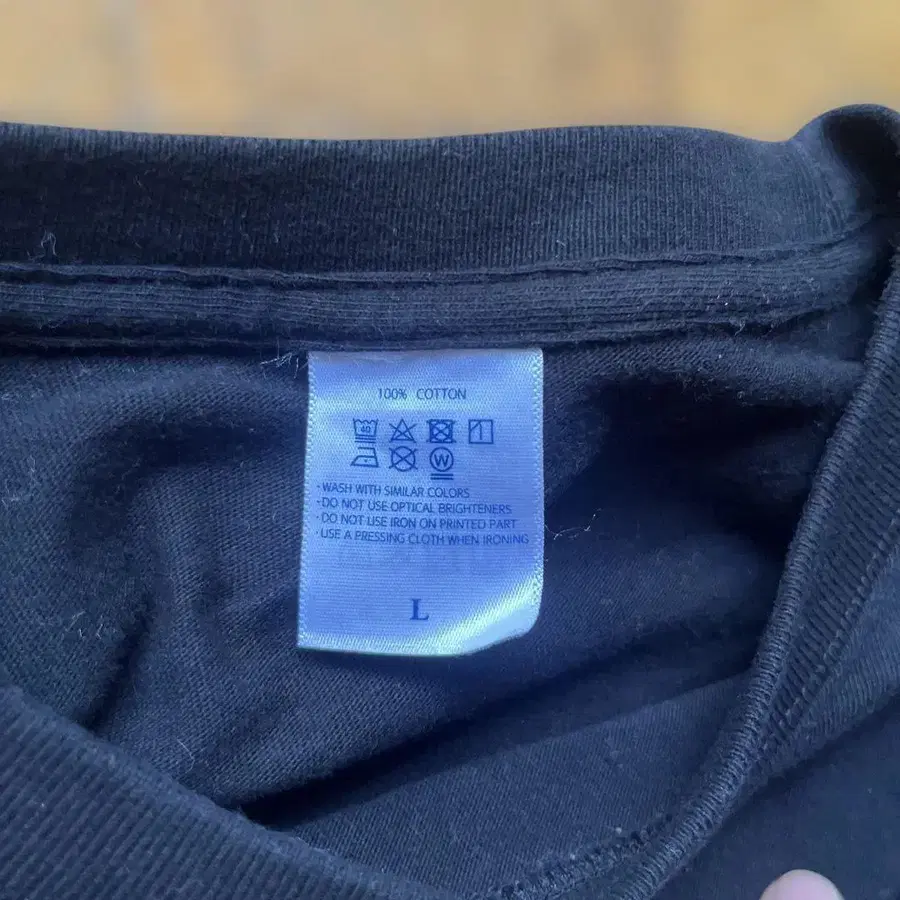 100% COTTON
40
W
·WASH WITH SIMILAR COLORS
·DO NOT USE OPTICAL BRIGHTENERS
·DO NOT USE IRON ON PRINTED PART
·USE A PRESSING CLOTH WHEN IRONING
L